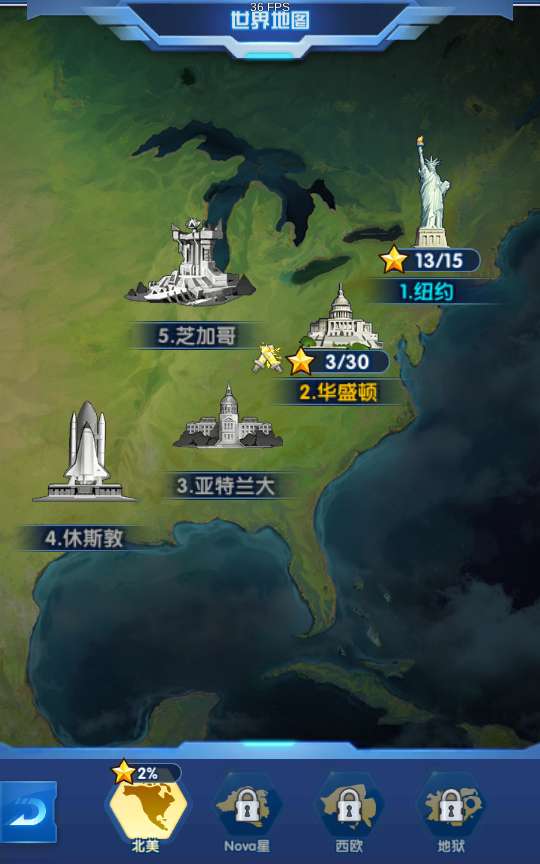 36 FPS
世界地图
13/15
1.纽约
5.芝加哥
3/30
2.华盛顿
3.亚特兰大
4.休斯敦
2%
北美
Nova星
西欧
地狱